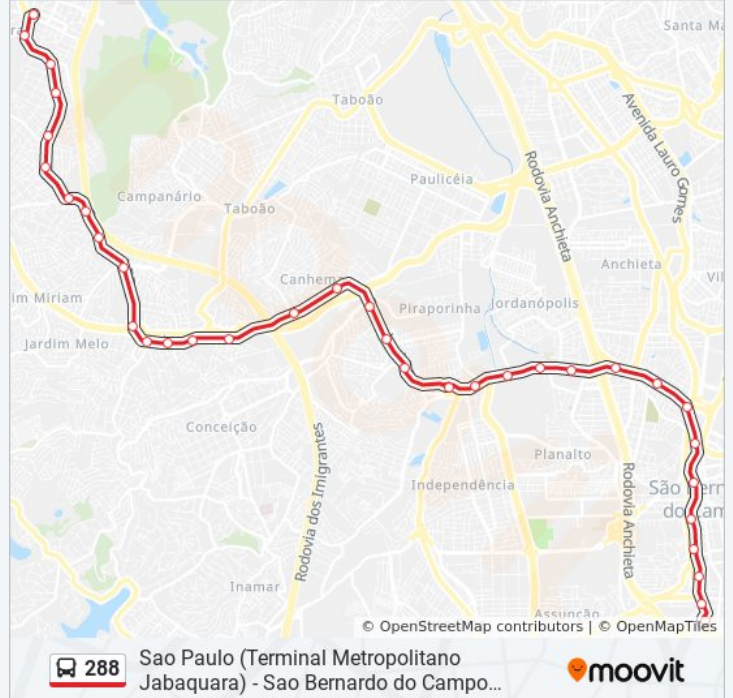 Santa Ma
Taboão
Avenida Lauro Gomes
Rodovia Anchieta
Paulicéia
Campanário
Taboão
Anchieta
Canhema
Vil
im Miriam
Piraporinha
Jordanópolis
Jardim Melo
Conceição
Planalto
Rodovia dos Imigrantes
Independência
Rodovia Anchieta
São
Inamar
Assunção
© OpenStreetMap contributors | © OpenMapTiles
288
Sao Paulo (Terminal Metropolitano
Jabaquara) - Sao Bernardo do Campo...
moovit